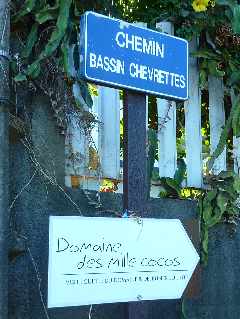 CHEMIN
BASSIN CHEVRETTES
Domaine
des mille cocos